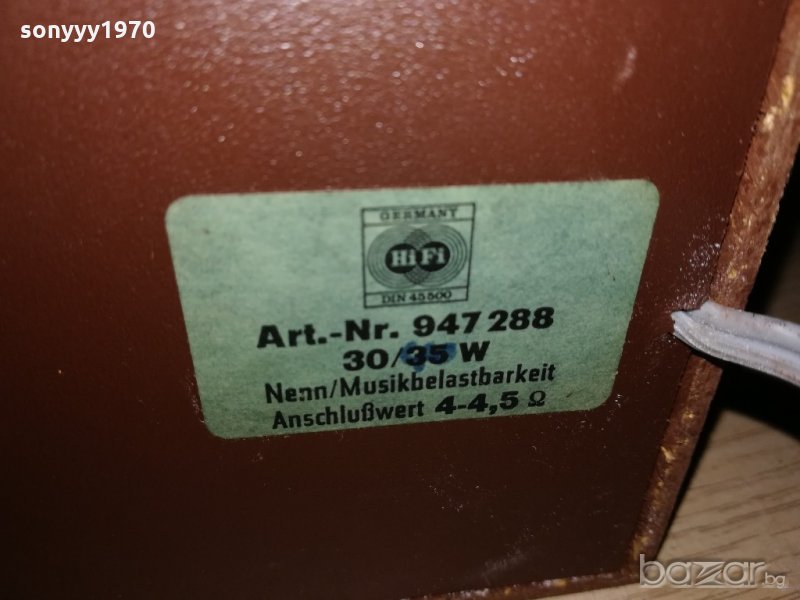 sonyyy1970
GERMANY
HiFi
DIN 45500
Art.-Nr. 947 288
30/35 W
Nenn/Musikbelastbarkeit
Anschlußwert 4-4,5 Ω
bazar.bg